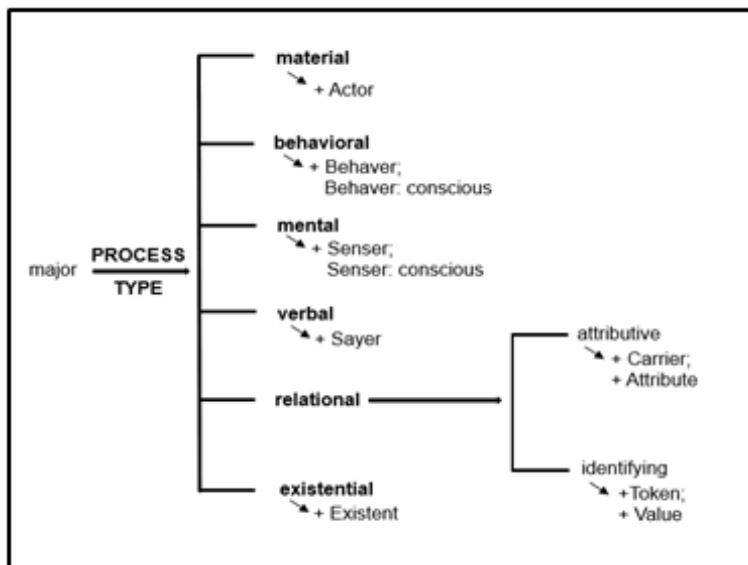 material
+ Actor
behavioral
+ Behaver;
Behaver: conscious
mental
+ Senser;
Senser: conscious
major
PROCESS
TYPE
verbal
+ Sayer
relational
existential
+ Existent
attributive
+ Carrier;
+ Attribute
identifying
+Token;
+ Value